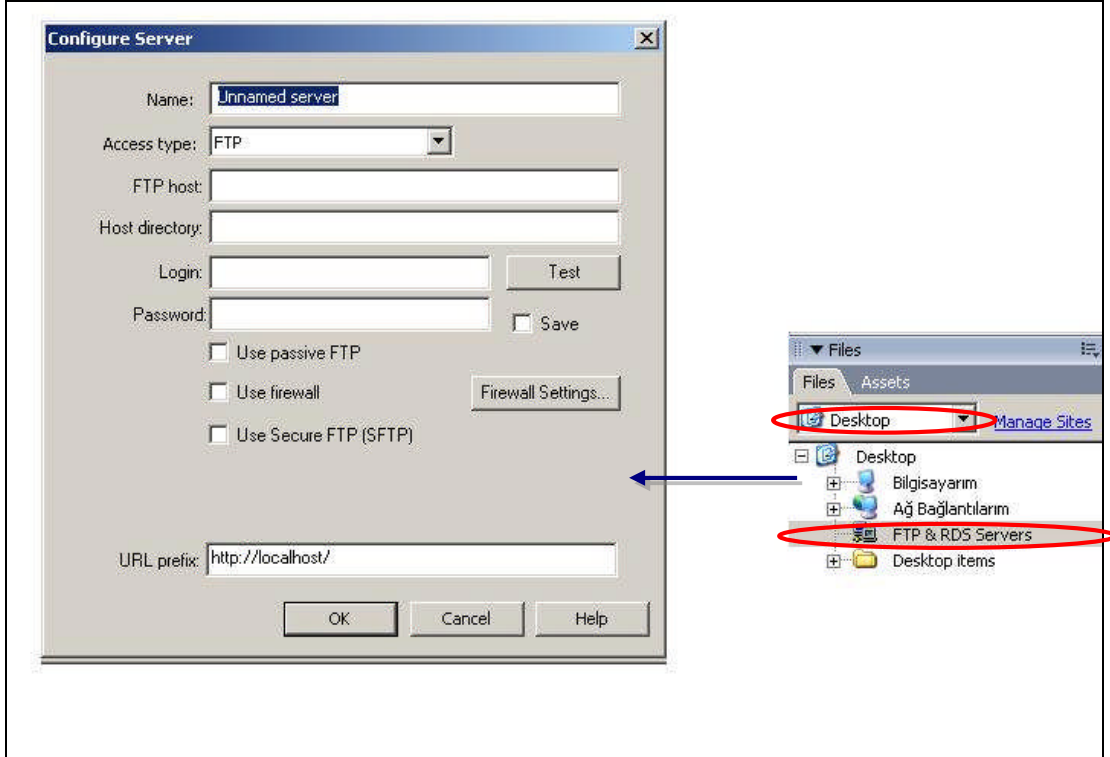 Configure Server
Name: Unnamed server
Access type: FTP
FTP host:
Host directory:
Login:
Test
Password:
Save
Use passive FTP
Use firewall
Firewall Settings...
Use Secure FTP (SFTP)
URL prefix: http://localhost/
OK Cancel Help
Files
Files Assets
Desktop Manage Sites
Desktop
Bilgisayarım
Ağ Bağlantılarım
FTP & RDS Servers
Desktop items